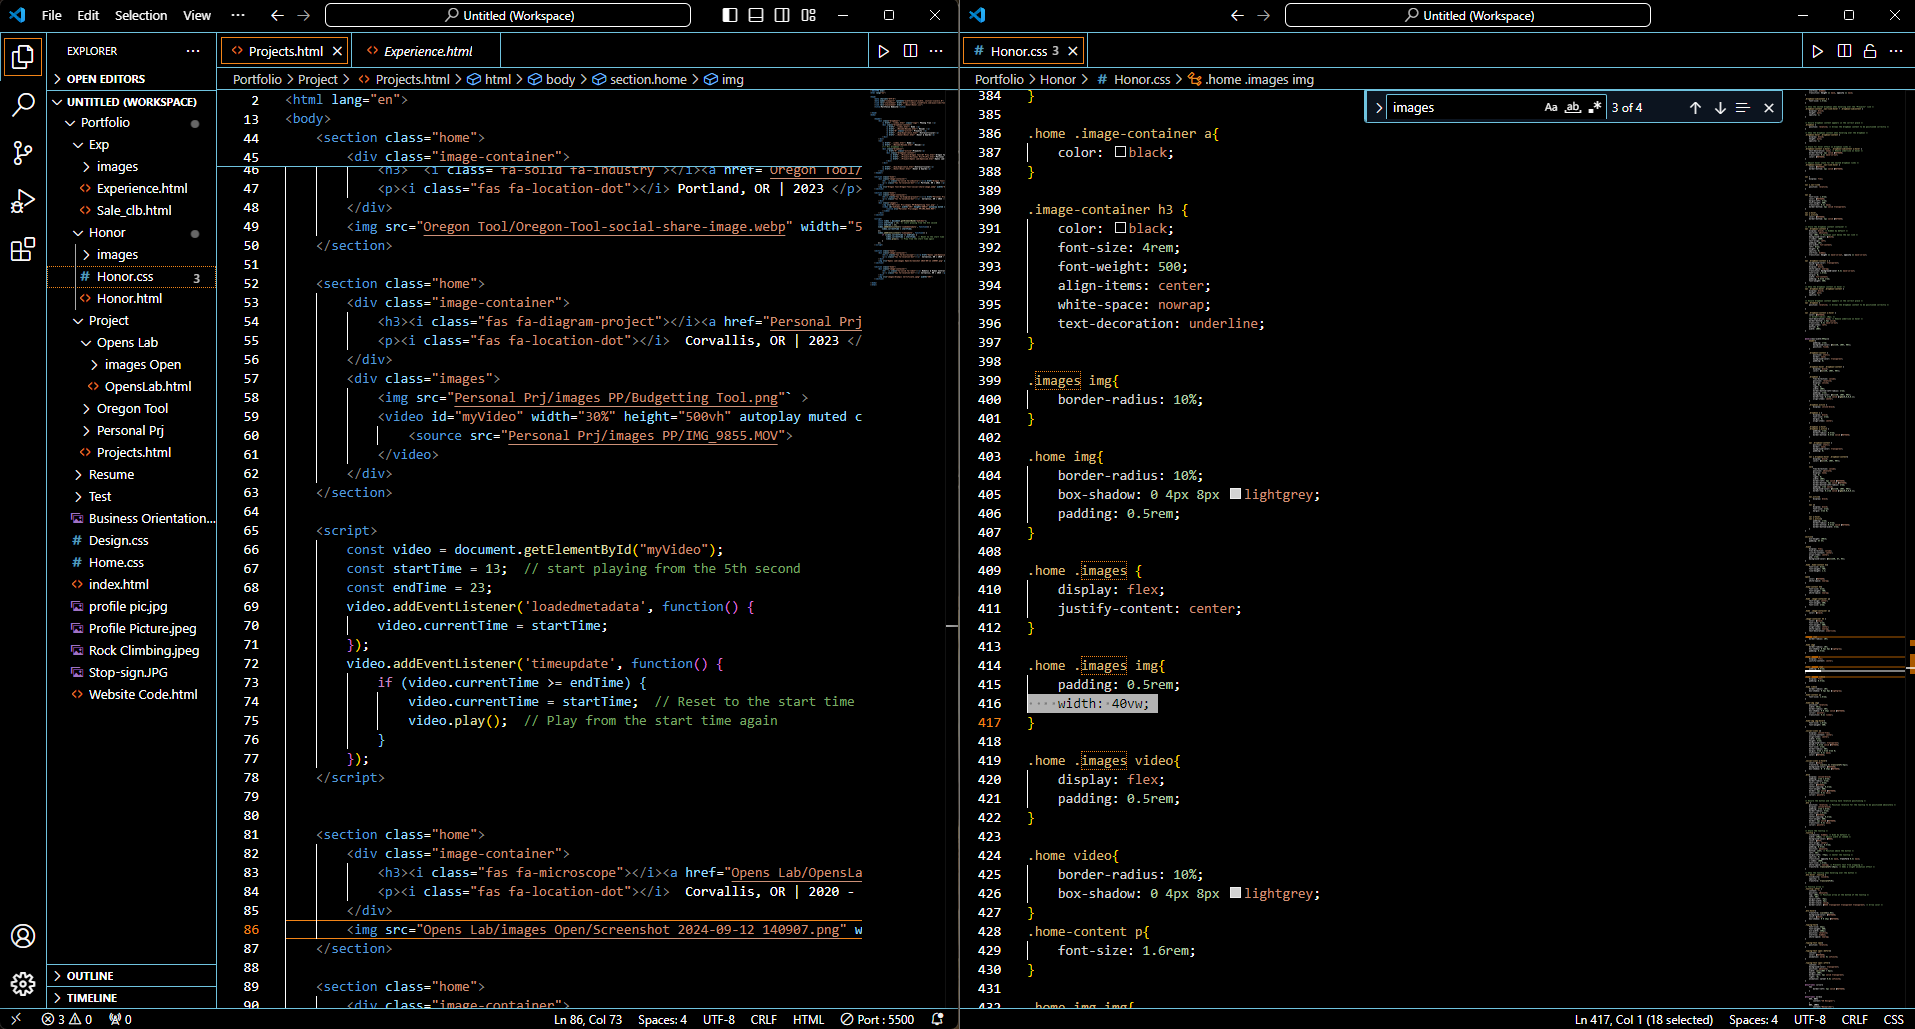 File Edit Selection View ··· Untitled (Workspace)
EXPLORER ···
OPEN EDITORS
UNTITLED (WORKSPACE)
Portfolio
Exp
images
Experience.html
Sale_clb.html
Honor
images
# Honor.css 3
Honor.html
Project
Opens Lab
images Open
OpensLab.html
Oregon Tool
Personal Prj
Projects.html
Resume
Test
Business Orientation...
# Design.css
# Home.css
index.html
profile pic.jpg
Profile Picture.jpeg
Rock Climbing.jpeg
Stop-sign.JPG
Website Code.html
OUTLINE
TIMELINE
Projects.html Experience.html
Portfolio > Project > Projects.html > html > body > section.home > img
2 <html lang="en">
13 <body>
44 <section class="home">
45 <div class="image-container">
46 <h3> <i class="fa-solid fa-industry"></i><a href="Oregon Tool/
47 <p><i class="fas fa-location-dot"></i> Portland, OR | 2023 </p>
48 </div>
49 <img src="Oregon Tool/Oregon-Tool-social-share-image.webp" width="5
50 </section>
51
52 <section class="home">
53 <div class="image-container">
54 <h3><i class="fas fa-diagram-project"></i><a href="Personal Prj
55 <p><i class="fas fa-location-dot"></i>  Corvallis, OR | 2023 </
56 </div>
57 <div class="images">
58 <img src="Personal Prj/images PP/Budgetting Tool.png"` >
59 <video id="myVideo" width="30%" height="500vh" autoplay muted c
60 <source src="Personal Prj/images PP/IMG_9855.MOV">
61 </video>
62 </div>
63 </section>
64
65 <script>
66 const video = document.getElementById("myVideo");
67 const startTime = 13;  // start playing from the 5th second
68 const endTime = 23;
69 video.addEventListener('loadedmetadata', function() {
70 video.currentTime = startTime;
71 });
72 video.addEventListener('timeupdate', function() {
73 if (video.currentTime >= endTime) {
74 video.currentTime = startTime;  // Reset to the start time
75 video.play();  // Play from the start time again
76 }
77 });
78 </script>
79
80
81 <section class="home">
82 <div class="image-container">
83 <h3><i class="fas fa-microscope"></i><a href="Opens Lab/OpensLa
84 <p><i class="fas fa-location-dot"></i>  Corvallis, OR | 2020 -
85 </div>
86 <img src="Opens Lab/images Open/Screenshot 2024-09-12 140907.png" w
87 </section>
88
89 <section class="home">
90 <div class="image-container">
3 0 0 Ln 86, Col 73 Spaces: 4 UTF-8 CRLF HTML Port : 5500
Untitled (Workspace)
# Honor.css 3
Portfolio > Honor > # Honor.css > .home .images img
images Aa ab .* 3 of 4
384 }
385
386 .home .image-container a{
387 color: black;
388 }
389
390 .image-container h3 {
391 color: black;
392 font-size: 4rem;
393 font-weight: 500;
394 align-items: center;
395 white-space: nowrap;
396 text-decoration: underline;
397 }
398
399 .images img{
400 border-radius: 10%;
401 }
402
403 .home img{
404 border-radius: 10%;
405 box-shadow: 0 4px 8px lightgrey;
406 padding: 0.5rem;
407 }
408
409 .home .images {
410 display: flex;
411 justify-content: center;
412 }
413
414 .home .images img{
415 padding: 0.5rem;
416 ····width:·40vw;
417 }
418
419 .home .images video{
420 display: flex;
421 padding: 0.5rem;
422 }
423
424 .home video{
425 border-radius: 10%;
426 box-shadow: 0 4px 8px lightgrey;
427 }
428 .home-content p{
429 font-size: 1.6rem;
430 }
431
432 .home img img{
Ln 417, Col 1 (18 selected) Spaces: 4 UTF-8 CRLF CSS